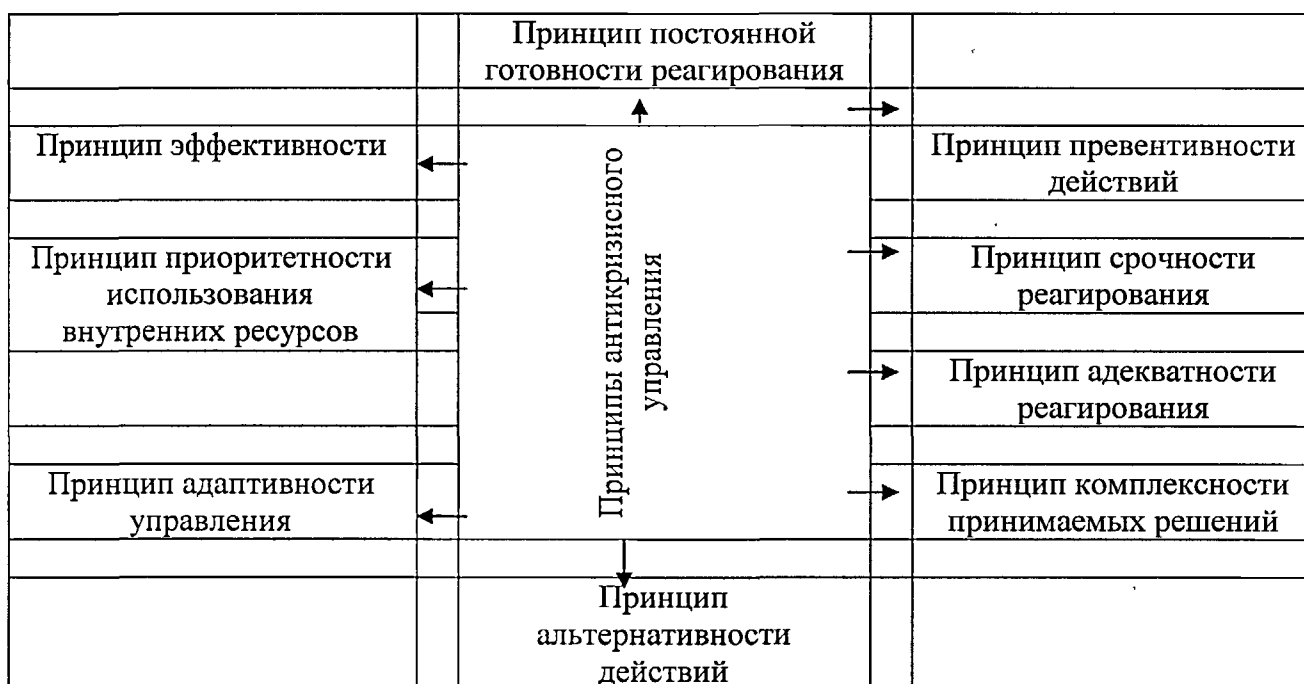 Принцип постоянной
готовности реагирования
Принцип эффективности
Принцип превентивности
действий
Принцип приоритетности
использования
внутренних ресурсов
Принципы антикризисного
управления
Принцип срочности
реагирования
Принцип адекватности
реагирования
Принцип адаптивности
управления
Принцип комплексности
принимаемых решений
Принцип
альтернативности
действий